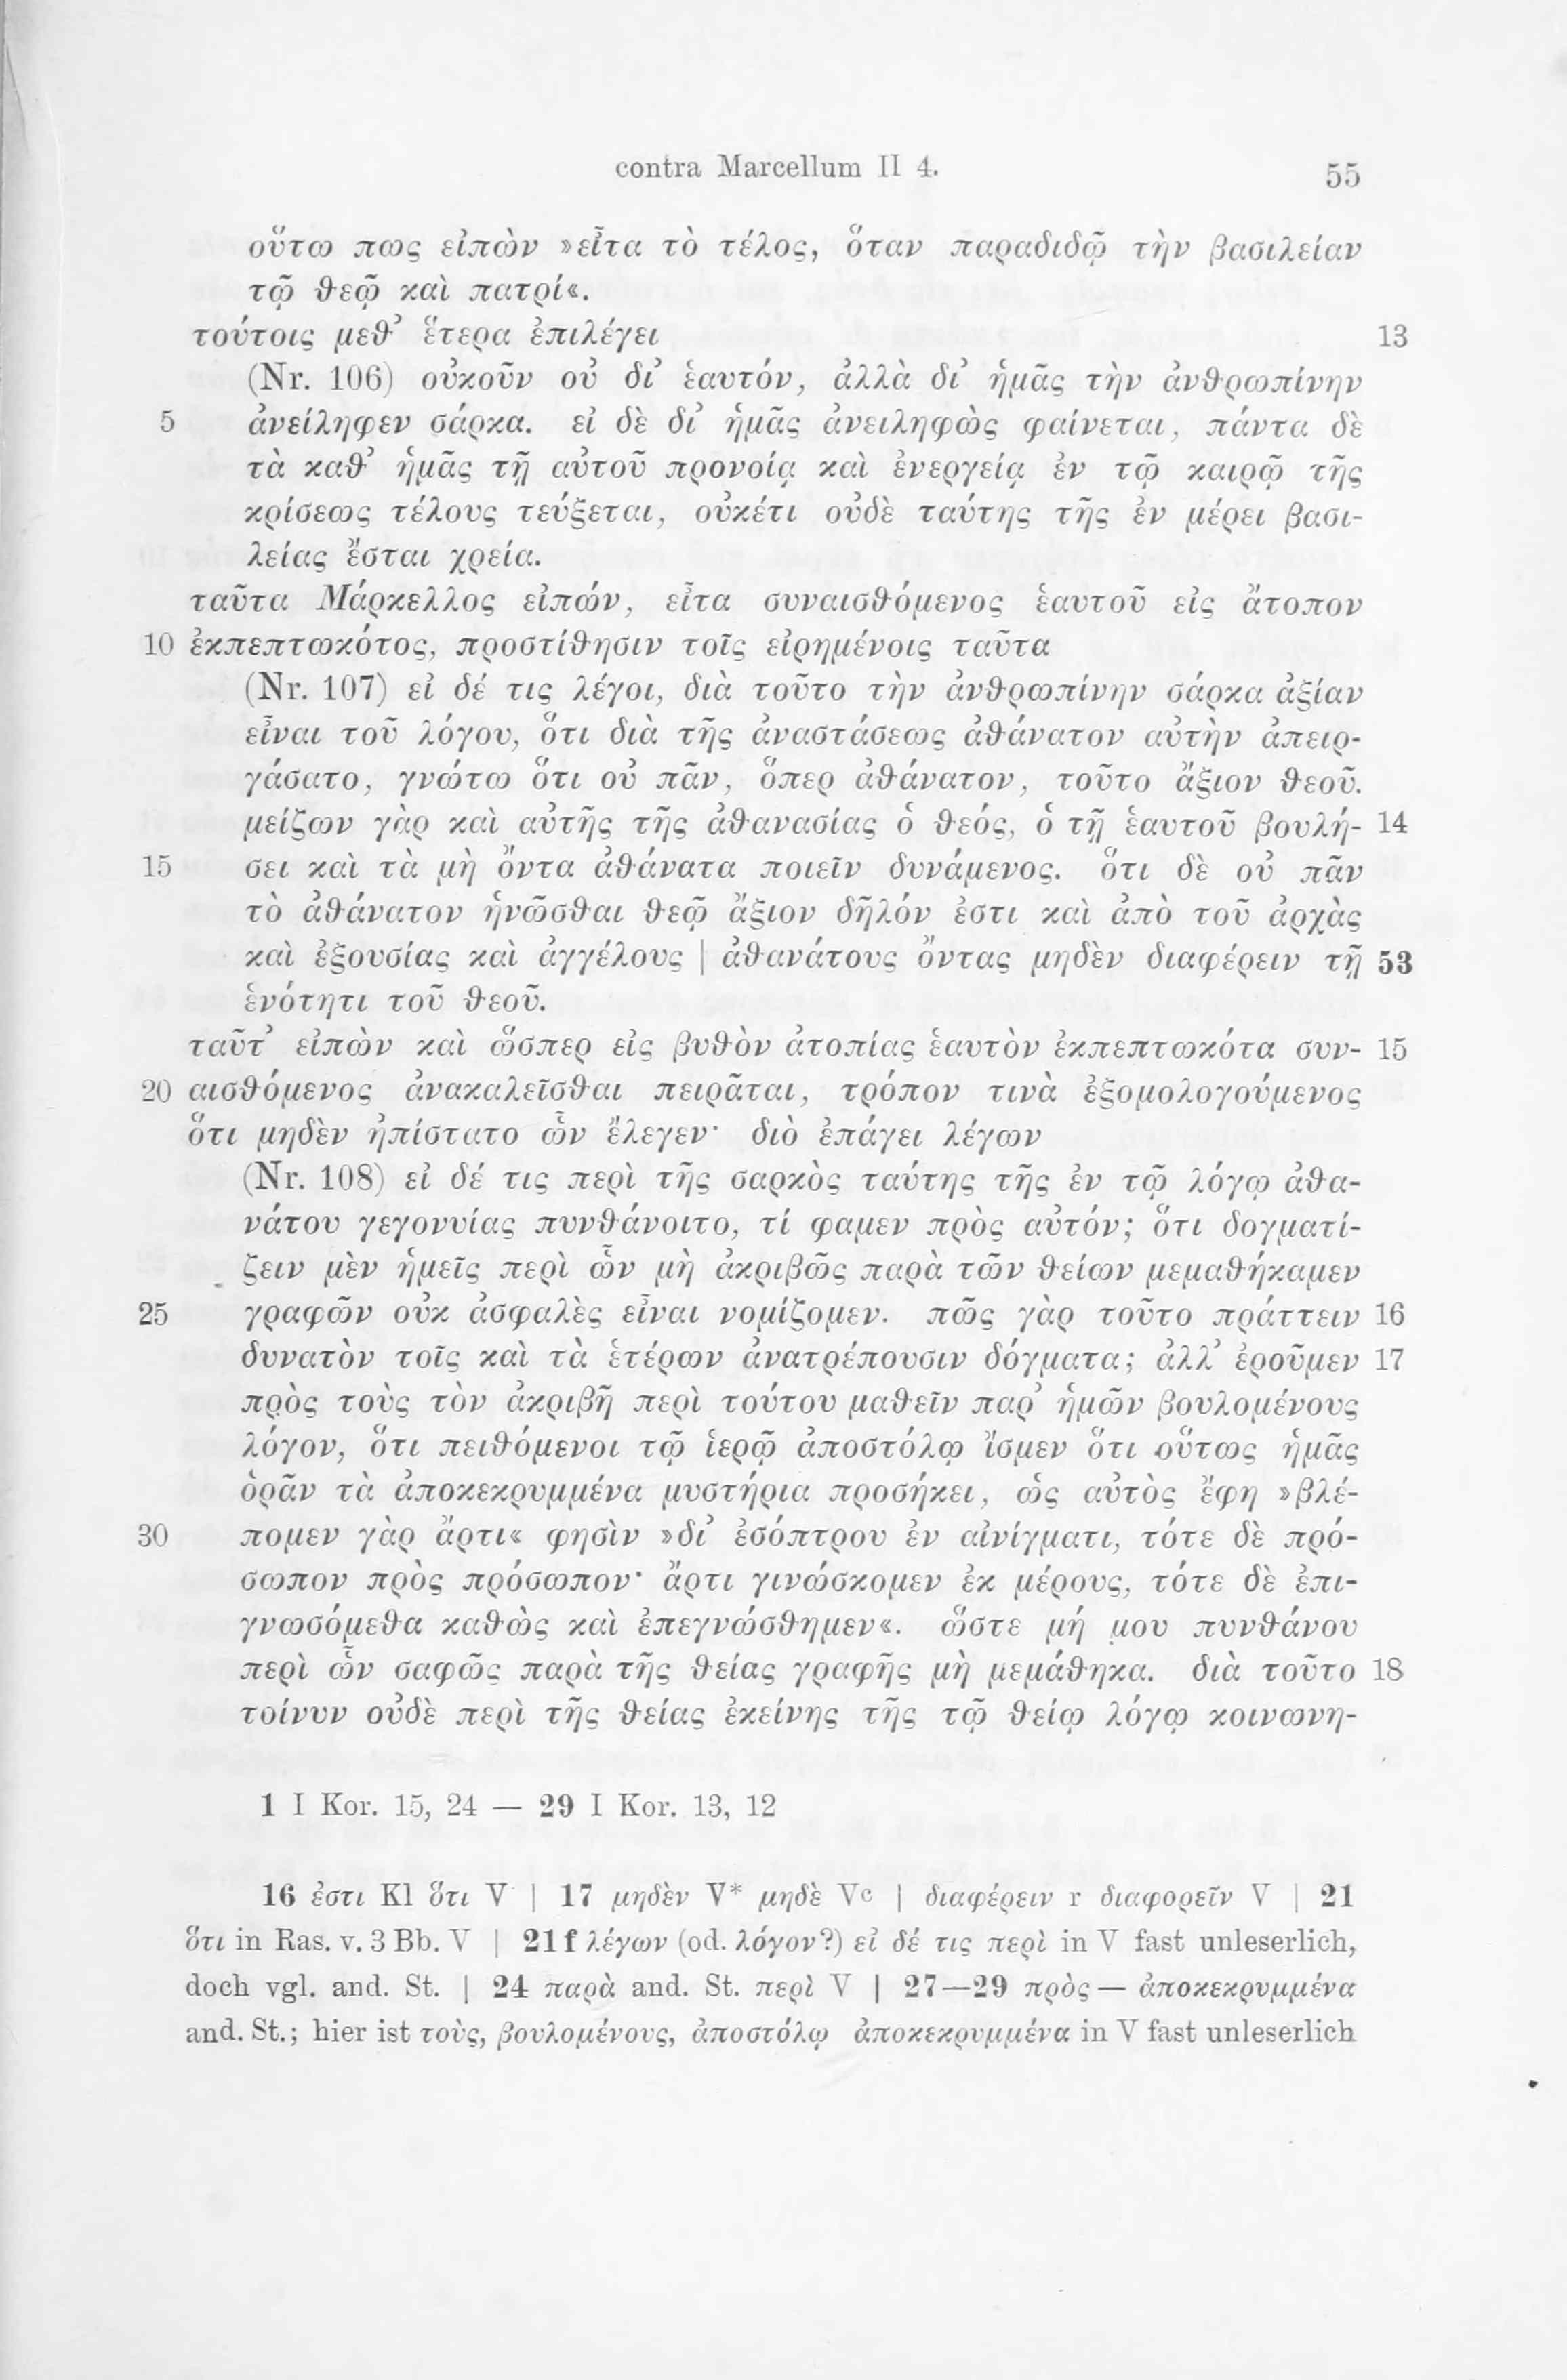 contra Marcellum II 4. 55
οὕτω πως εἰπὼν »εἶτα τὸ τέλος, ὅταν παραδιδῷ τὴν βασιλείαν
τῷ θεῷ καὶ πατρί«.
τούτοις μεθ᾽ ἕτερα ἐπιλέγει 13
(Nr. 106) οὐκοῦν οὐ δι᾽ ἑαυτόν, ἀλλὰ δι᾽ ἡμᾶς τὴν ἀνθρωπίνην
5 ἀνείληφεν σάρκα. εἰ δὲ δι᾽ ἡμᾶς ἀνειληφὼς φαίνεται, πάντα δὲ
τὰ καθ᾽ ἡμᾶς τῇ αὐτοῦ προνοίᾳ καὶ ἐνεργείᾳ ἐν τῷ καιρῷ τῆς
κρίσεως τέλους τεύξεται, οὐκέτι οὐδὲ ταύτης τῆς ἐν μέρει βασι-
λείας ἔσται χρεία.
ταῦτα Μάρκελλος εἰπών, εἶτα συναισθόμενος ἑαυτοῦ εἰς ἄτοπον
10 ἐκπεπτωκότος, προστίθησιν τοῖς εἰρημένοις ταῦτα
(Nr. 107) εἰ δέ τις λέγοι, διὰ τοῦτο τὴν ἀνθρωπίνην σάρκα ἀξίαν
εἶναι τοῦ λόγου, ὅτι διὰ τῆς ἀναστάσεως ἀθάνατον αὐτὴν ἀπειρ-
γάσατο, γνώτω ὅτι οὐ πᾶν, ὅπερ ἀθάνατον, τοῦτο ἄξιον θεοῦ.
μείζων γὰρ καὶ αὐτῆς τῆς ἀθανασίας ὁ θεός, ὁ τῇ ἑαυτοῦ βουλή- 14
15 σει καὶ τὰ μὴ ὄντα ἀθάνατα ποιεῖν δυνάμενος. ὅτι δὲ οὐ πᾶν
τὸ ἀθάνατον ἡνῶσθαι θεῷ ἄξιον δῆλόν ἐστι καὶ ἀπὸ τοῦ ἀρχὰς
καὶ ἐξουσίας καὶ ἀγγέλους | ἀθανάτους ὄντας μηδὲν διαφέρειν τῇ 53
ἑνότητι τοῦ θεοῦ.
ταῦτ᾽ εἰπὼν καὶ ὥσπερ εἰς βυθὸν ἀτοπίας ἑαυτὸν ἐκπεπτωκότα συν- 15
20 αισθόμενος ἀνακαλεῖσθαι πειρᾶται, τρόπον τινὰ ἐξομολογούμενος
ὅτι μηδὲν ἠπίστατο ὧν ἔλεγεν· διὸ ἐπάγει λέγων
(Nr. 108) εἰ δέ τις περὶ τῆς σαρκὸς ταύτης τῆς ἐν τῷ λόγῳ ἀθα-
νάτου γεγονυίας πυνθάνοιτο, τί φαμεν πρὸς αὐτόν; ὅτι δογματί-
ζειν μὲν ἡμεῖς περὶ ὧν μὴ ἀκριβῶς παρὰ τῶν θείων μεμαθήκαμεν
25 γραφῶν οὐκ ἀσφαλὲς εἶναι νομίζομεν. πῶς γὰρ τοῦτο πράττειν 16
δυνατὸν τοῖς καὶ τὰ ἑτέρων ἀνατρέπουσιν δόγματα; ἀλλ᾽ ἐροῦμεν 17
πρὸς τοὺς τὸν ἀκριβῆ περὶ τούτου μαθεῖν παρ᾽ ἡμῶν βουλομένους
λόγον, ὅτι πειθόμενοι τῷ ἱερῷ ἀποστόλῳ ἴσμεν ὅτι οὕτως ἡμᾶς
ὁρᾶν τὰ ἀποκεκρυμμένα μυστήρια προσήκει, ὡς αὐτὸς ἔφη »βλέ-
30 πομεν γὰρ ἄρτι« φησὶν »δι᾽ ἐσόπτρου ἐν αἰνίγματι, τότε δὲ πρό-
σωπον πρὸς πρόσωπον· ἄρτι γινώσκομεν ἐκ μέρους, τότε δὲ ἐπι-
γνωσόμεθα καθὼς καὶ ἐπεγνώσθημεν«. ὥστε μή μου πυνθάνου
περὶ ὧν σαφῶς παρὰ τῆς θείας γραφῆς μὴ μεμάθηκα. διὰ τοῦτο 18
τοίνυν οὐδὲ περὶ τῆς θείας ἐκείνης τῆς τῷ θείῳ λόγῳ κοινωνη-
1 I Kor. 15, 24 — 29 I Kor. 13, 12
16 ἐστι Kl ὅτι V | 17 μηδὲν V* μηδὲ Vc | διαφέρειν r διαφορεῖν V | 21
ὅτι in Ras. v. 3 Bb. V | 21 f λέγων (od. λόγον?) εἰ δέ τις περὶ in V fast unleserlich,
doch vgl. and. St. | 24 παρὰ and. St. περὶ V | 27—29 πρὸς — ἀποκεκρυμμένα
and. St.; hier ist τοὺς, βουλομένους, ἀποστόλῳ ἀποκεκρυμμένα in V fast unleserlich